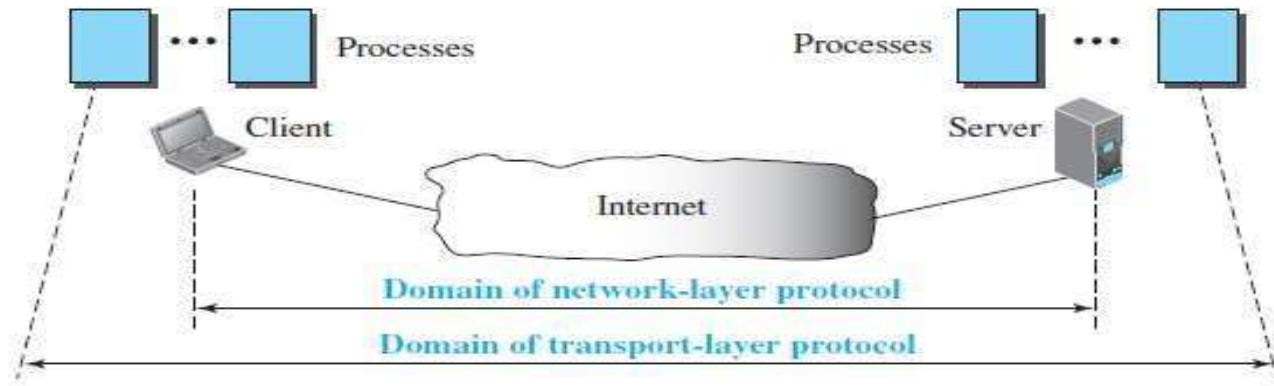 Processes
Processes
Client
Server
Internet
Domain of network-layer protocol
Domain of transport-layer protocol